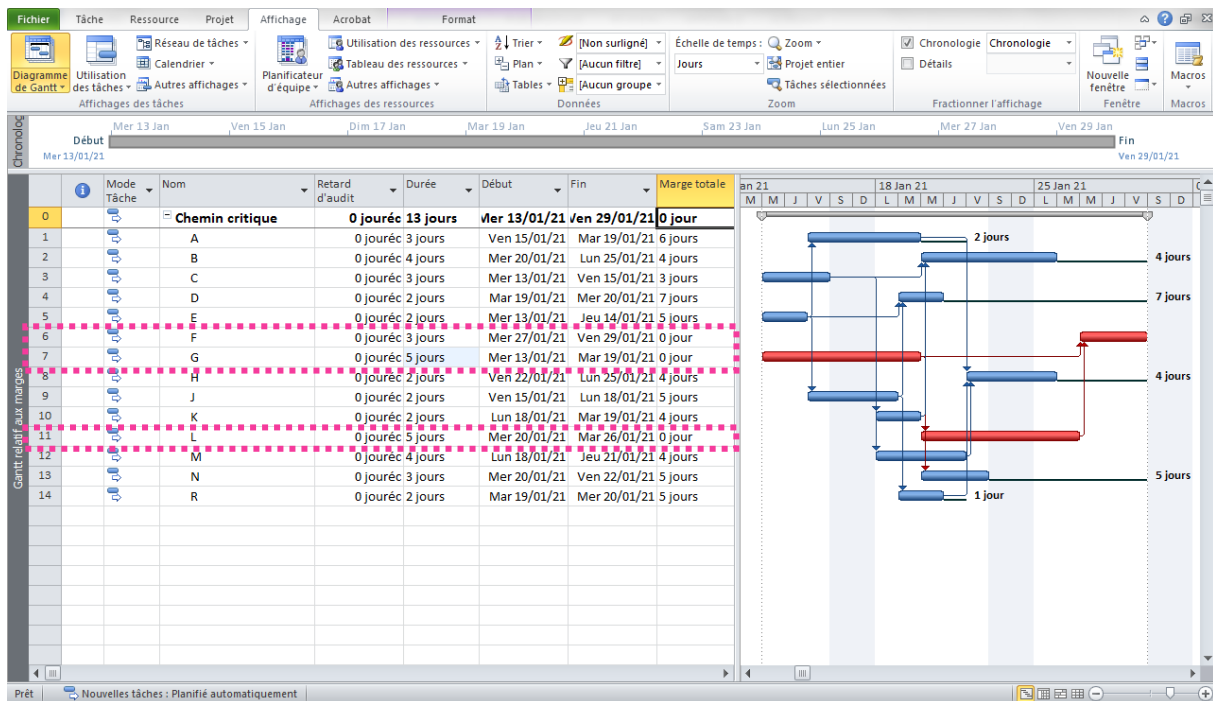 Fichier Tâche Ressource Projet Affichage Acrobat Format
Réseau de tâches Utilisation des ressources Trier [Non surligné] Échelle de temps : Zoom Chronologie Chronologie
Calendrier Tableau des ressources Plan [Aucun filtre] Jours Projet entier Détails
Diagramme de Gantt Utilisation des tâches Autres affichages Planificateur d'équipe Autres affichages Tables [Aucun groupe Tâches sélectionnées Nouvelle fenêtre Macros
Affichages des tâches Affichages des ressources Données Zoom Fractionner l'affichage Fenêtre Macros
Chronolog
Mer 13 Jan Ven 15 Jan Dim 17 Jan Mar 19 Jan Jeu 21 Jan Sam 23 Jan Lun 25 Jan Mer 27 Jan Ven 29 Jan
Début Fin
Mer 13/01/21 Ven 29/01/21
Mode Tâche Nom Retard d'audit Durée Début Fin Marge totale
an 21 18 Jan 21 25 Jan 21
M M J V S D L M M J V S D L M M J V S D
0 Chemin critique 0 jouréc 13 jours Mer 13/01/21 Ven 29/01/21 0 jour
1 A 0 jouréc 3 jours Ven 15/01/21 Mar 19/01/21 6 jours 2 jours
2 B 0 jouréc 4 jours Mer 20/01/21 Lun 25/01/21 4 jours 4 jours
3 C 0 jouréc 3 jours Mer 13/01/21 Ven 15/01/21 3 jours
4 D 0 jouréc 2 jours Mar 19/01/21 Mer 20/01/21 7 jours 7 jours
5 E 0 jouréc 2 jours Mer 13/01/21 Jeu 14/01/21 5 jours
6 F 0 jouréc 3 jours Mer 27/01/21 Ven 29/01/21 0 jour
7 G 0 jouréc 5 jours Mer 13/01/21 Mar 19/01/21 0 jour
8 H 0 jouréc 2 jours Ven 22/01/21 Lun 25/01/21 4 jours 4 jours
9 J 0 jouréc 2 jours Ven 15/01/21 Lun 18/01/21 5 jours
10 K 0 jouréc 2 jours Lun 18/01/21 Mar 19/01/21 4 jours
11 L 0 jouréc 5 jours Mer 20/01/21 Mar 26/01/21 0 jour
12 M 0 jouréc 4 jours Lun 18/01/21 Jeu 21/01/21 4 jours
13 N 0 jouréc 3 jours Mer 20/01/21 Ven 22/01/21 5 jours 5 jours
14 R 0 jouréc 2 jours Mar 19/01/21 Mer 20/01/21 5 jours 1 jour
Gantt relatif aux marges
Prêt Nouvelles tâches : Planifié automatiquement